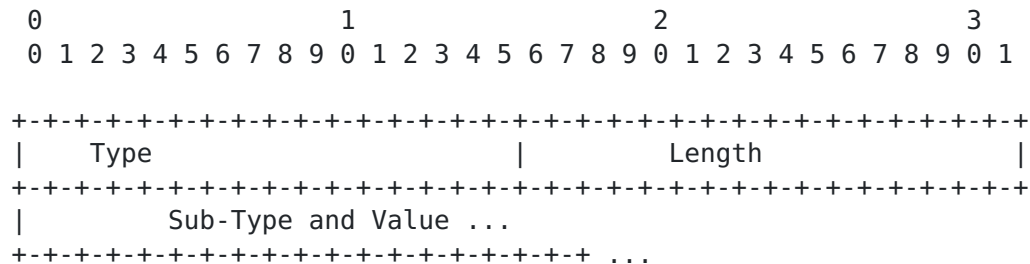 0                   1                   2                   3
 0 1 2 3 4 5 6 7 8 9 0 1 2 3 4 5 6 7 8 9 0 1 2 3 4 5 6 7 8 9 0 1

+-+-+-+-+-+-+-+-+-+-+-+-+-+-+-+-+-+-+-+-+-+-+-+-+-+-+-+-+-+-+-+-+
|    Type                       |         Length                |
+-+-+-+-+-+-+-+-+-+-+-+-+-+-+-+-+-+-+-+-+-+-+-+-+-+-+-+-+-+-+-+-+
|         Sub-Type and Value ...
+-+-+-+-+-+-+-+-+-+-+-+-+-+-+-+-+-+-+ ...